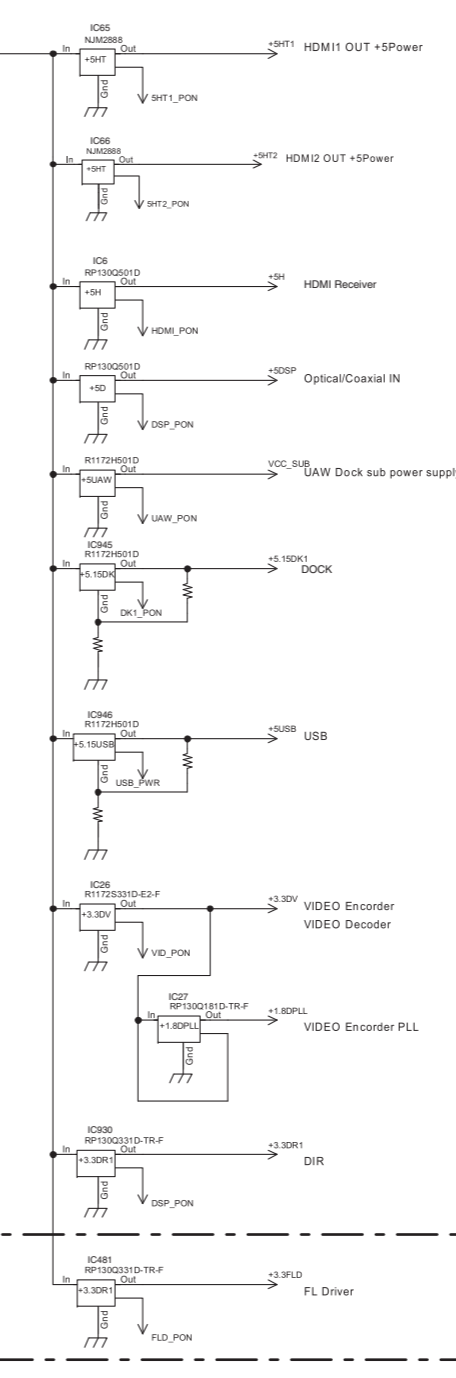 IC65
NJM2888
In
Out
+5HT
Gnd
5HT1_PON
+5HT1
HDMI1 OUT +5Power
IC66
NJM2888
In
Out
+5HT
Gnd
5HT2_PON
+5HT2
HDMI2 OUT +5Power
IC6
RP130Q501D
In
Out
+5H
Gnd
HDMI_PON
+5H
HDMI Receiver
RP130Q501D
In
Out
+5D
Gnd
DSP_PON
+5DSP
Optical/Coaxial IN
R1172H501D
In
Out
+5UAW
Gnd
UAW_PON
VCC_SUB
UAW Dock sub power supply
IC945
R1172H501D
In
Out
+5.15DK
Gnd
DK1_PON
+5.15DK1
DOCK
IC946
R1172H501D
In
Out
+5.15USB
Gnd
USB_PWR
+5USB
USB
IC26
R1172S331D-E2-F
In
Out
+3.3DV
Gnd
VID_PON
+3.3DV
VIDEO Encorder
VIDEO Decoder
IC27
RP130Q181D-TR-F
In
Out
+1.8DPLL
Gnd
+1.8DPLL
VIDEO Encorder PLL
IC930
RP130Q331D-TR-F
In
Out
+3.3DR1
Gnd
DSP_PON
+3.3DR1
DIR
IC481
RP130Q331D-TR-F
In
Out
+3.3DR1
Gnd
FLD_PON
+3.3FLD
FL Driver